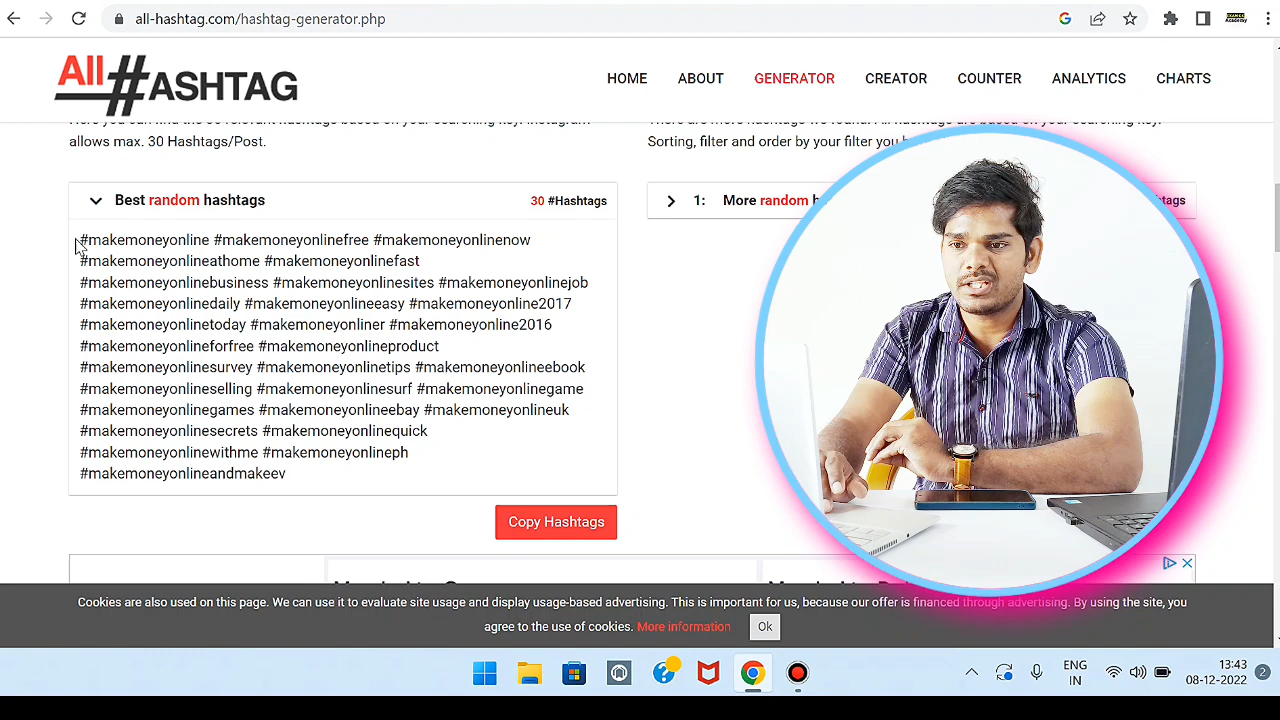 all-hashtag.com/hashtag-generator.php
All #ASHTAG
HOME ABOUT GENERATOR CREATOR COUNTER ANALYTICS CHARTS
allows max. 30 Hashtags/Post.
Sorting, filter and order by your filter you
Best random hashtags 30 #Hashtags
1: More random
#makemoneyonline #makemoneyonlinefree #makemoneyonlinenow
#makemoneyonlineathome #makemoneyonlinefast
#makemoneyonlinebusiness #makemoneyonlinesites #makemoneyonlinejob
#makemoneyonlinedaily #makemoneyonlineeasy #makemoneyonline2017
#makemoneyonlinetoday #makemoneyonliner #makemoneyonline2016
#makemoneyonlineforfree #makemoneyonlineproduct
#makemoneyonlinesurvey #makemoneyonlinetips #makemoneyonlineebook
#makemoneyonlineselling #makemoneyonlinesurf #makemoneyonlinegame
#makemoneyonlinegames #makemoneyonlineebay #makemoneyonlineuk
#makemoneyonlinesecrets #makemoneyonlinequick
#makemoneyonlinewithme #makemoneyonlineph
#makemoneyonlineandmakeev
Copy Hashtags
Cookies are also used on this page. We can use it to evaluate site usage and display usage-based advertising. This is important for us, because our offer is financed through advertising. By using the site, you
agree to the use of cookies. More information Ok
ENG
IN
13:43
08-12-2022
2